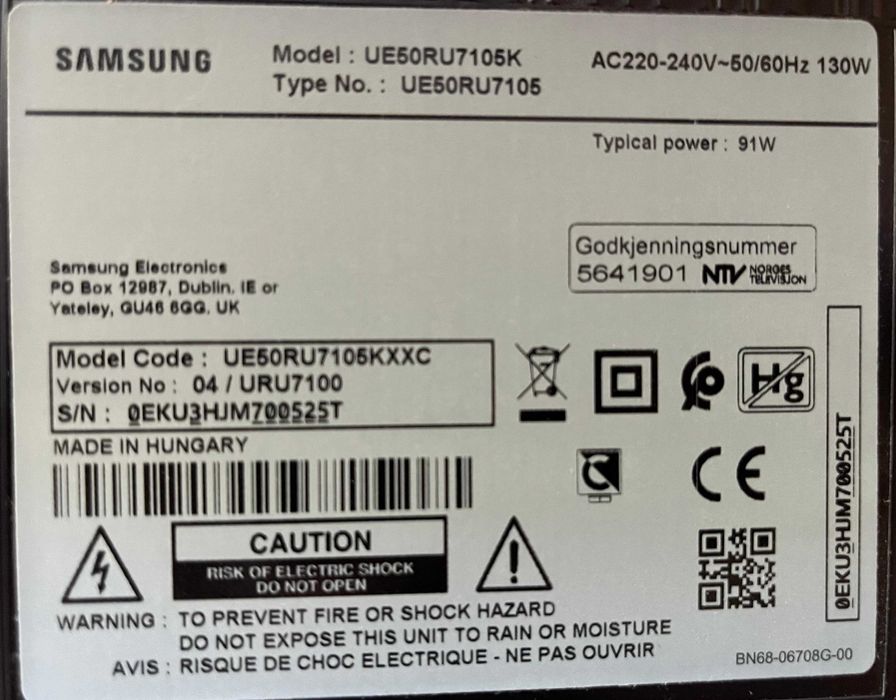 SAMSUNG
Model : UE50RU7105K
Type No. : UE50RU7105
AC220-240V~50/60Hz 130W
Typical power : 91W
Godkjenningsnummer
5641901 NTV NORGES TELEVISJON
Samsung Electronics
PO Box 12987, Dublin. IE or
Yateley, GU46 6GG. UK
Model Code : UE50RU7105KXXC
Version No : 04 / URU7100
S/N : 0EKU3HJM700525T
Hg
MADE IN HUNGARY
CE
0EKU3HJM700525T
CAUTION
RISK OF ELECTRIC SHOCK
DO NOT OPEN
WARNING : TO PREVENT FIRE OR SHOCK HAZARD
DO NOT EXPOSE THIS UNIT TO RAIN OR MOISTURE
AVIS : RISQUE DE CHOC ELECTRIQUE - NE PAS OUVRIR
BN68-06708G-00